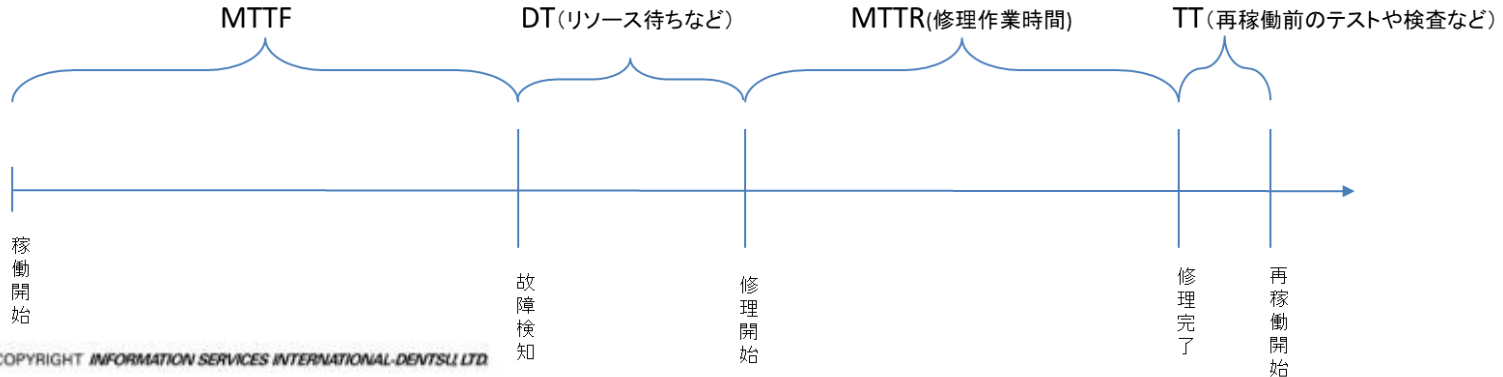 MTTF
DT(リソース待ちなど)
MTTR(修理作業時間)
TT(再稼働前のテストや検査など)
稼働開始
故障検知
修理開始
修理完了
再稼働開始
COPYRIGHT INFORMATION SERVICES INTERNATIONAL-DENTSU, LTD.